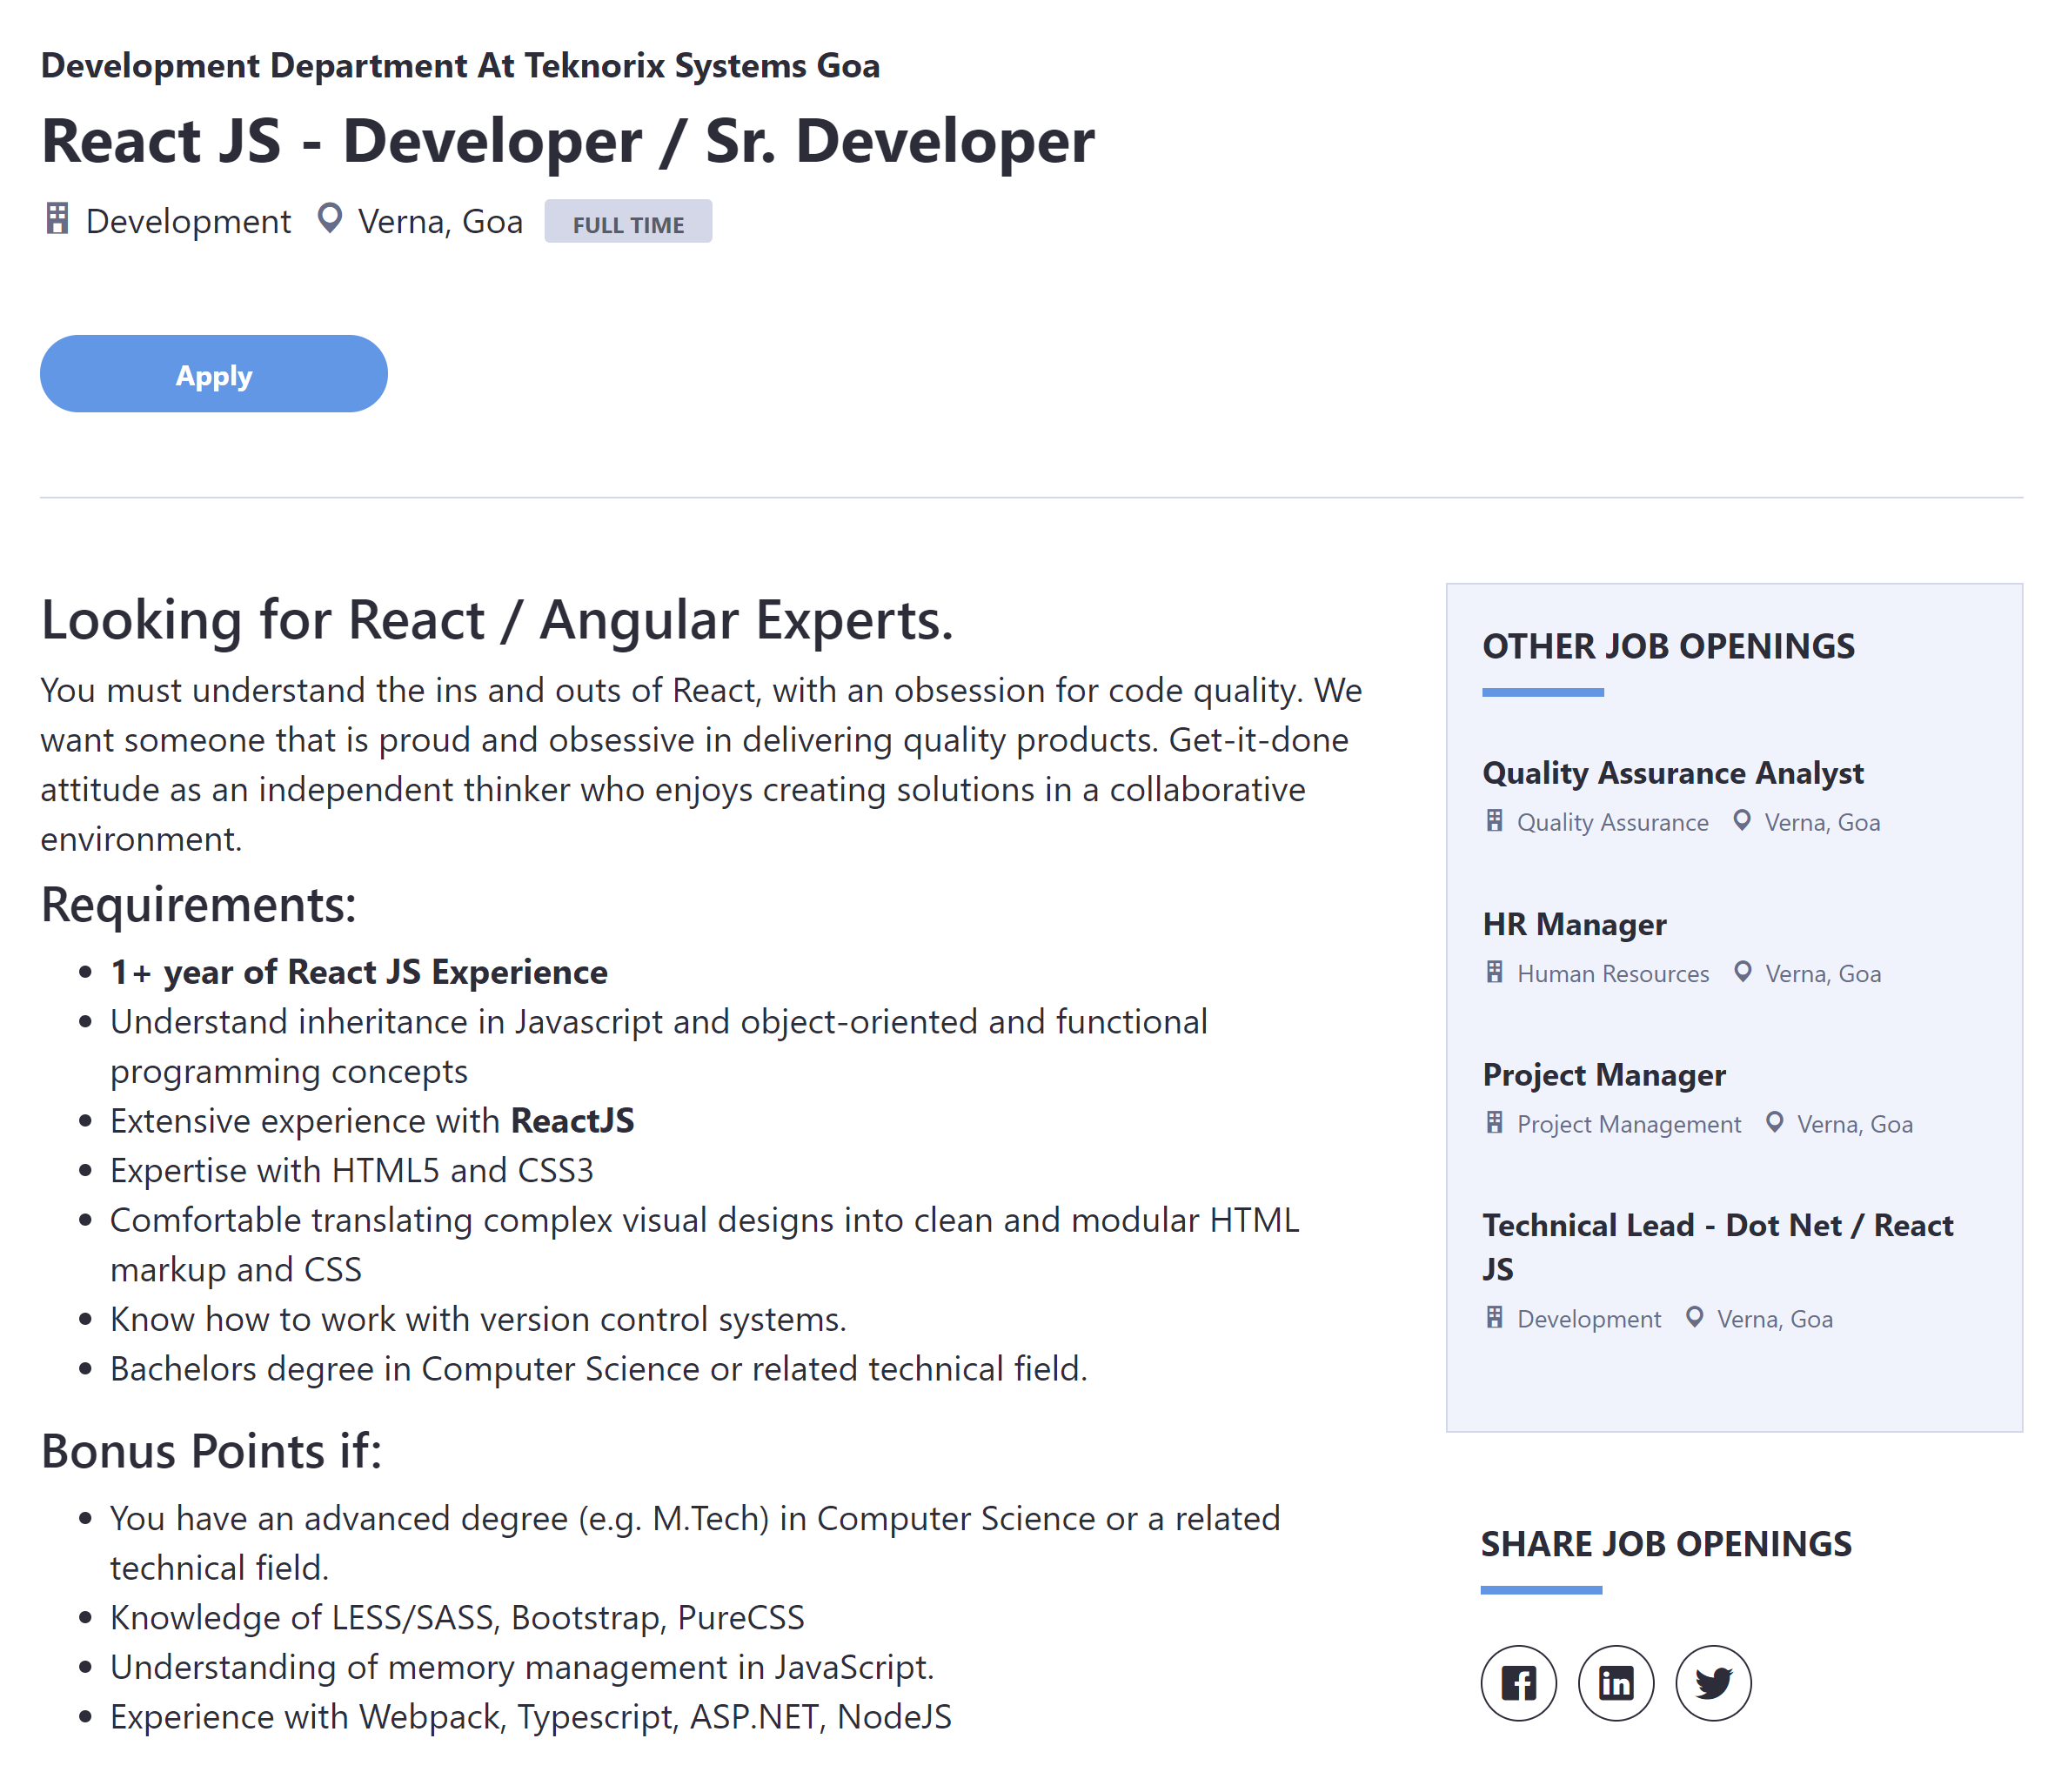 Development Department At Teknorix Systems Goa
React JS - Developer / Sr. Developer
Development Verna, Goa FULL TIME
Apply
Looking for React / Angular Experts.
You must understand the ins and outs of React, with an obsession for code quality. We
want someone that is proud and obsessive in delivering quality products. Get-it-done
attitude as an independent thinker who enjoys creating solutions in a collaborative
environment.
Requirements:
• 1+ year of React JS Experience
• Understand inheritance in Javascript and object-oriented and functional
programming concepts
• Extensive experience with ReactJS
• Expertise with HTML5 and CSS3
• Comfortable translating complex visual designs into clean and modular HTML
markup and CSS
• Know how to work with version control systems.
• Bachelors degree in Computer Science or related technical field.
Bonus Points if:
• You have an advanced degree (e.g. M.Tech) in Computer Science or a related
technical field.
• Knowledge of LESS/SASS, Bootstrap, PureCSS
• Understanding of memory management in JavaScript.
• Experience with Webpack, Typescript, ASP.NET, NodeJS
OTHER JOB OPENINGS
Quality Assurance Analyst
Quality Assurance Verna, Goa
HR Manager
Human Resources Verna, Goa
Project Manager
Project Management Verna, Goa
Technical Lead - Dot Net / React
JS
Development Verna, Goa
SHARE JOB OPENINGS